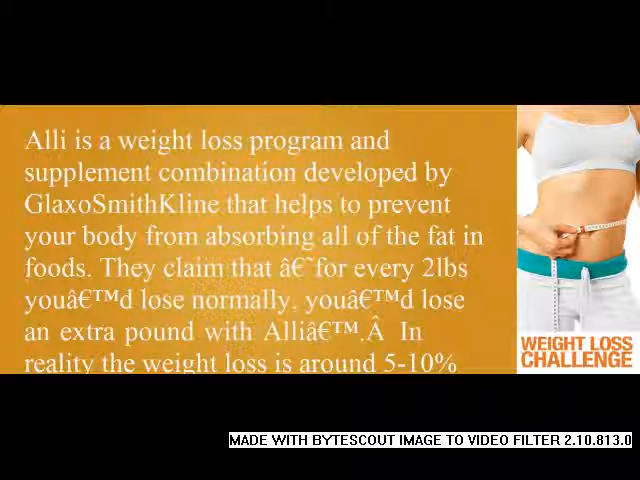 Alli is a weight loss program and
supplement combination developed by
GlaxoSmithKline that helps to prevent
your body from absorbing all of the fat in
foods. They claim that â€˜for every 2lbs
youâ€™d lose normally, youâ€™d lose
an extra pound with Alliâ€™.Â  In
reality the weight loss is around 5-10%
WEIGHT LOSS
CHALLENGE
MADE WITH BYTESCOUT IMAGE TO VIDEO FILTER 2.10.813.0